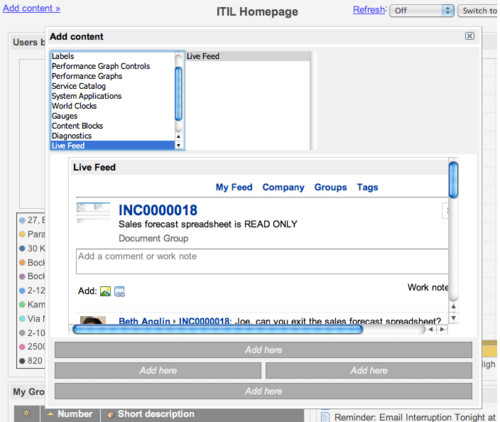 Add content »
ITIL Homepage
Refresh: Off
Switch to
Users b
Add content
Labels
Performance Graph Controls
Performance Graphs
Service Catalog
System Applications
World Clocks
Gauges
Content Blocks
Diagnostics
Live Feed
Live Feed
Live Feed
My Feed Company Groups Tags
INC0000018
Sales forecast spreadsheet is READ ONLY
Document Group
Add a comment or work note
Add:
Work note
Beth Anglin › INC0000018: Joe, can you exit the sales forecast spreadsheet?
27, E
Para
30 K
Bock
Bock
2-12
Karn
Via N
2-10
2500
820
Add here
Add here
Add here
Add here
High
My Gro
Number
Short description
Reminder: Email Interruption Tonight at